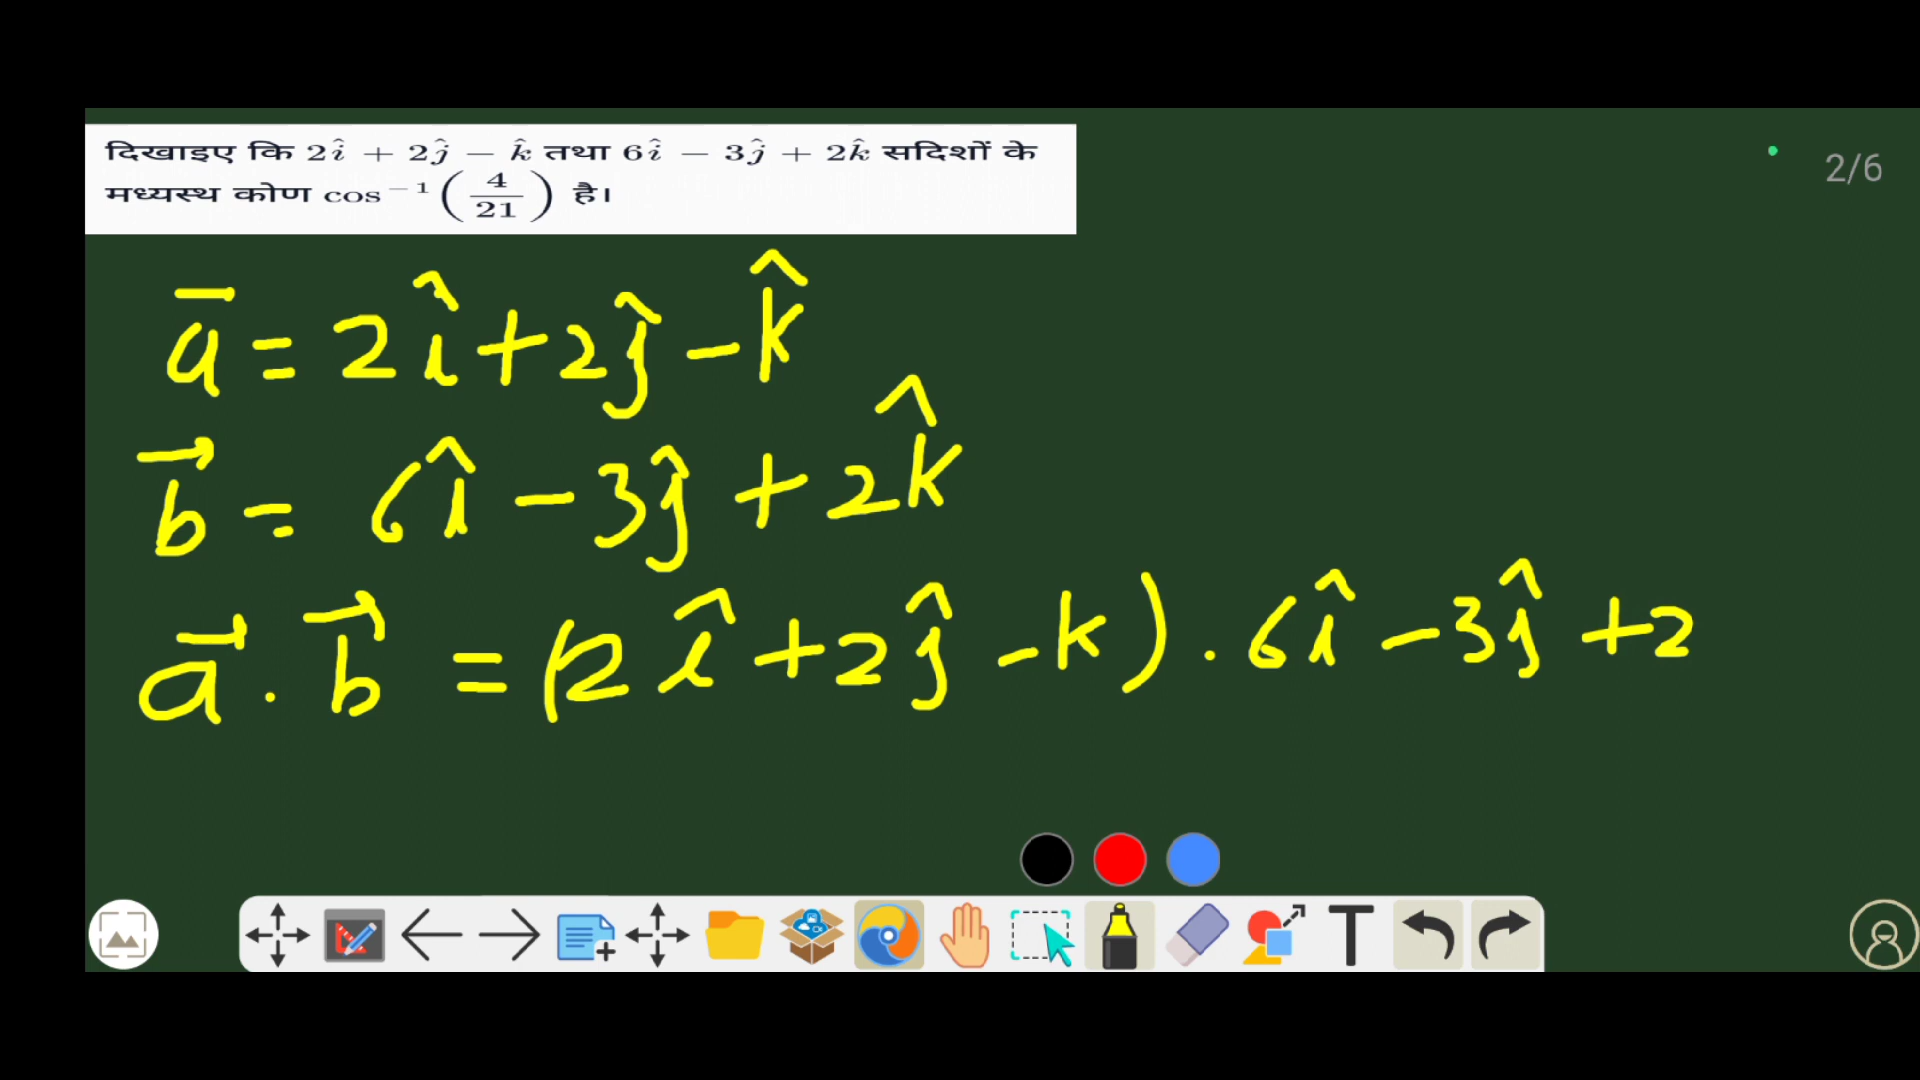 दिखाइए कि 2î + 2ĵ − k̂ तथा 6î − 3ĵ + 2k̂ सदिशों के
मध्यस्थ कोण cos⁻¹(4/21) है।
2/6
a̅ = 2î + 2ĵ - k̂
b⃗ = 6î - 3ĵ + 2k̂
a⃗ . b⃗ = (2î + 2ĵ - k) . 6î - 3ĵ + 2
T